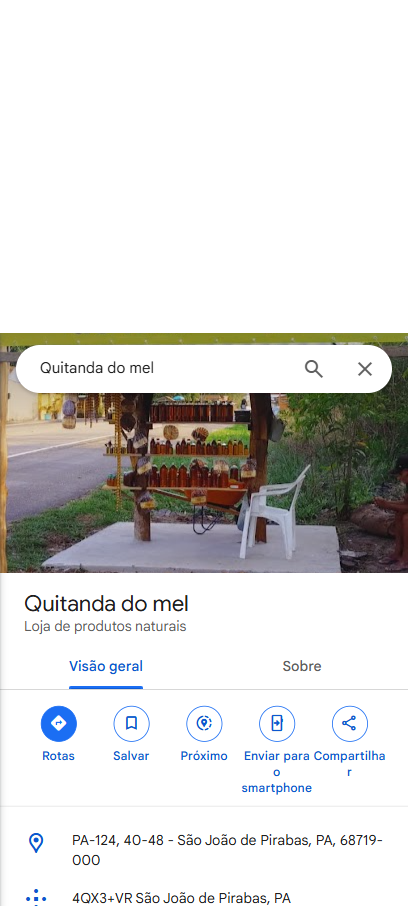 Quitanda do mel
Quitanda do mel
Loja de produtos naturais
Visão geral
Sobre
Rotas
Salvar
Próximo
Enviar para
o
smartphone
Compartilha
r
PA-124, 40-48 - São João de Pirabas, PA, 68719-
000
4QX3+VR São João de Pirabas, PA